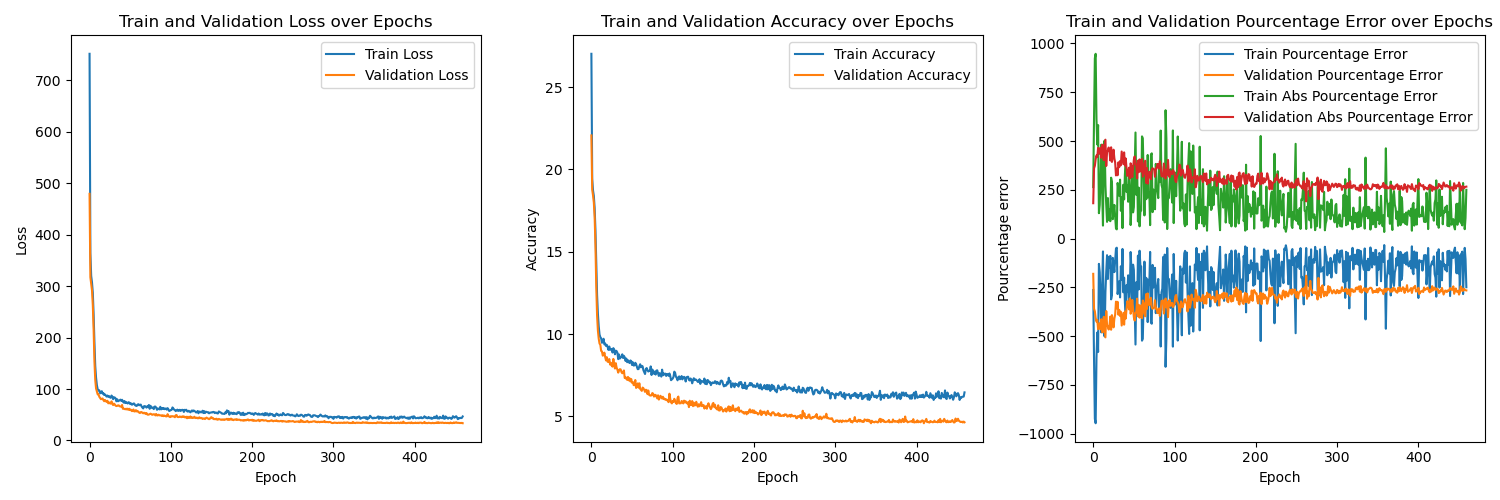 Train and Validation Loss over Epochs
Train Loss
Validation Loss
700
600
500
400
300
200
100
0
Loss
0 100 200 300 400
Epoch
Train and Validation Accuracy over Epochs
Train Accuracy
Validation Accuracy
25
20
15
10
5
Accuracy
0 100 200 300 400
Epoch
Train and Validation Pourcentage Error over Epochs
Train Pourcentage Error
Validation Pourcentage Error
Train Abs Pourcentage Error
Validation Abs Pourcentage Error
1000
750
500
250
0
−250
−500
−750
−1000
Pourcentage error
0 100 200 300 400
Epoch